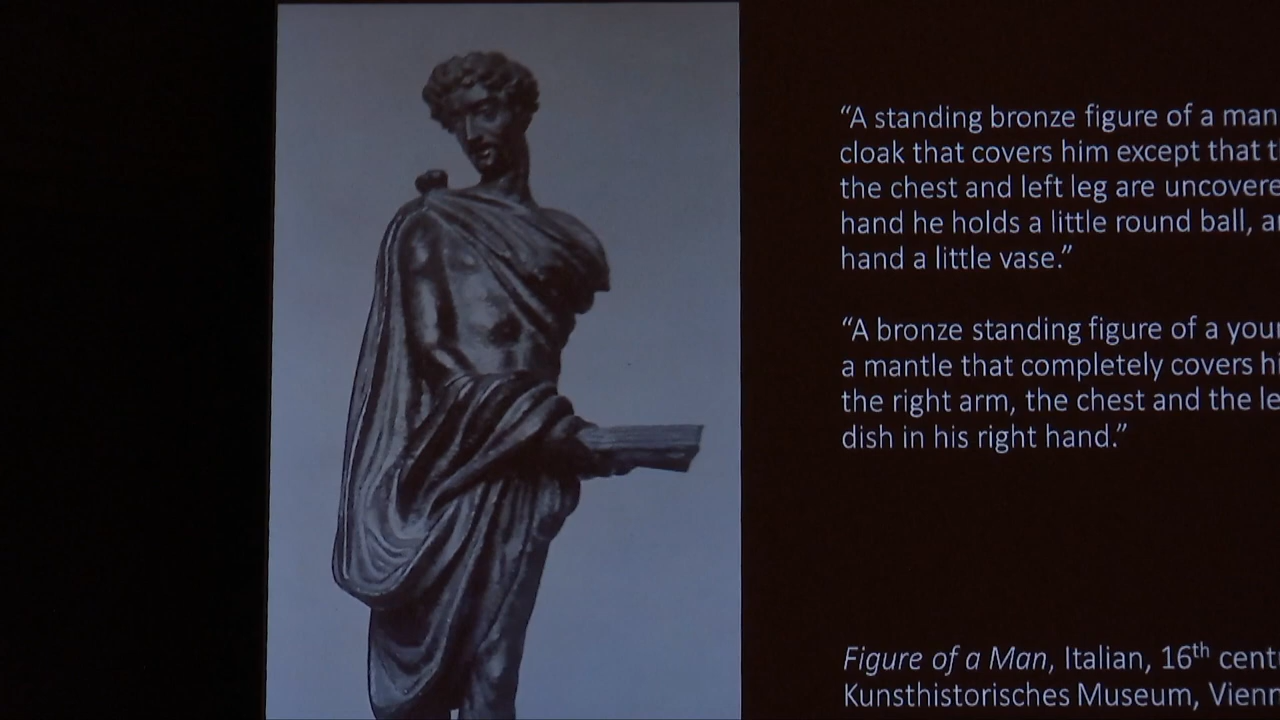 “A standing bronze figure of a man
cloak that covers him except that
the chest and left leg are
hand he holds a little round ball,
hand a little vase.”
“A bronze standing figure of a
a mantle that completely covers
the right arm, the chest and the
dish in his right hand.”
Figure of a Man, Italian, 16th
Kunsthistorisches Museum,